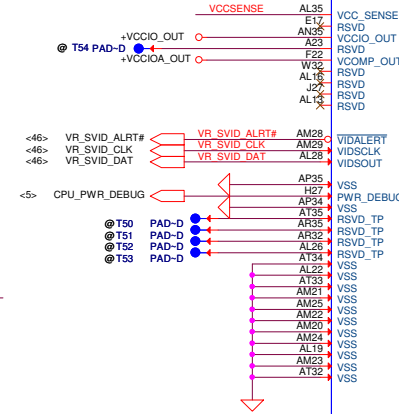 VCCSENSE AL35 VCC_SENSE
E17 RSVD
+VCCIO_OUT AN35 VCCIO_OUT
@ T54 PAD~D A23 RSVD
+VCCIOA_OUT F22 VCOMP_OUT
W32 RSVD
AL16 RSVD
J27 RSVD
AL13 RSVD
<46> VR_SVID_ALRT# VR_SVID_ALRT# AM28 VIDALERT
<46> VR_SVID_CLK VR_SVID_CLK AM29 VIDSCLK
<46> VR_SVID_DAT VR_SVID_DAT AL28 VIDSOUT
AP35 VSS
<5> CPU_PWR_DEBUG H27 PWR_DEBUG
AP34 VSS
@ T50 PAD~D AT35 RSVD_TP
@ T51 PAD~D AR35 RSVD_TP
@ T52 PAD~D AR32 RSVD_TP
@ T53 PAD~D AL26 RSVD_TP
AT34 VSS
AL22 VSS
AT33 VSS
AM21 VSS
AM25 VSS
AM22 VSS
AM20 VSS
AM24 VSS
AL19 VSS
AM23 VSS
AT32 VSS